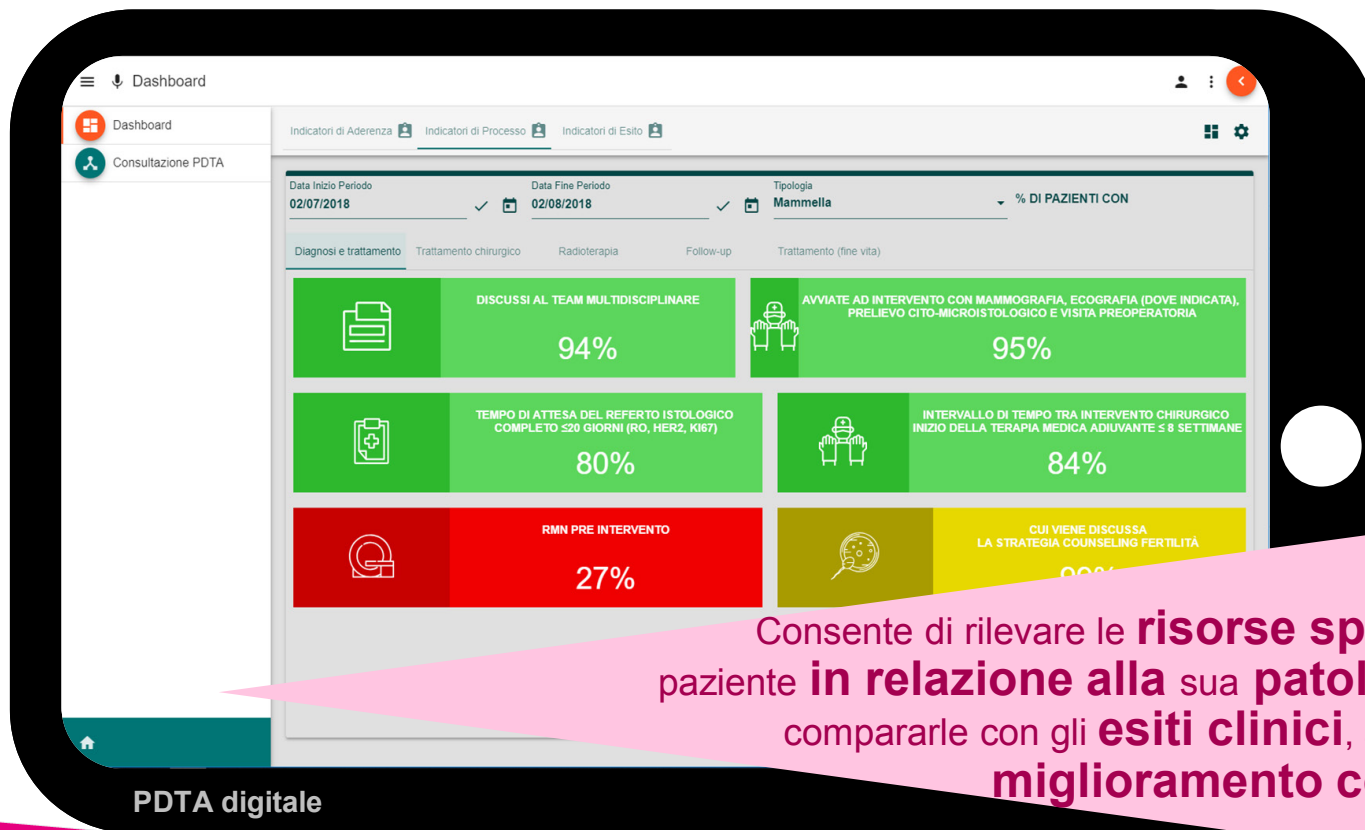 Dashboard
Dashboard
Consultazione PDTA
Indicatori di Aderenza Indicatori di Processo Indicatori di Esito
Data Inizio Periodo Data Fine Periodo Tipologia
02/07/2018 02/08/2018 Mammella % DI PAZIENTI CON
Diagnosi e trattamento Trattamento chirurgico Radioterapia Follow-up Trattamento (fine vita)
DISCUSSI AL TEAM MULTIDISCIPLINARE
94%
AVVIATE AD INTERVENTO CON MAMMOGRAFIA, ECOGRAFIA (DOVE INDICATA),
PRELIEVO CITO-MICROISTOLOGICO E VISITA PREOPERATORIA
95%
TEMPO DI ATTESA DEL REFERTO ISTOLOGICO
COMPLETO ≤20 GIORNI (RO, HER2, KI67)
80%
INTERVALLO DI TEMPO TRA INTERVENTO CHIRURGICO
INIZIO DELLA TERAPIA MEDICA ADIUVANTE ≤ 8 SETTIMANE
84%
RMN PRE INTERVENTO
27%
CUI VIENE DISCUSSA
LA STRATEGIA COUNSELING FERTILITÁ
Consente di rilevare le risorse sp
paziente in relazione alla sua patol
compararle con gli esiti clinici,
miglioramento co
PDTA digitale